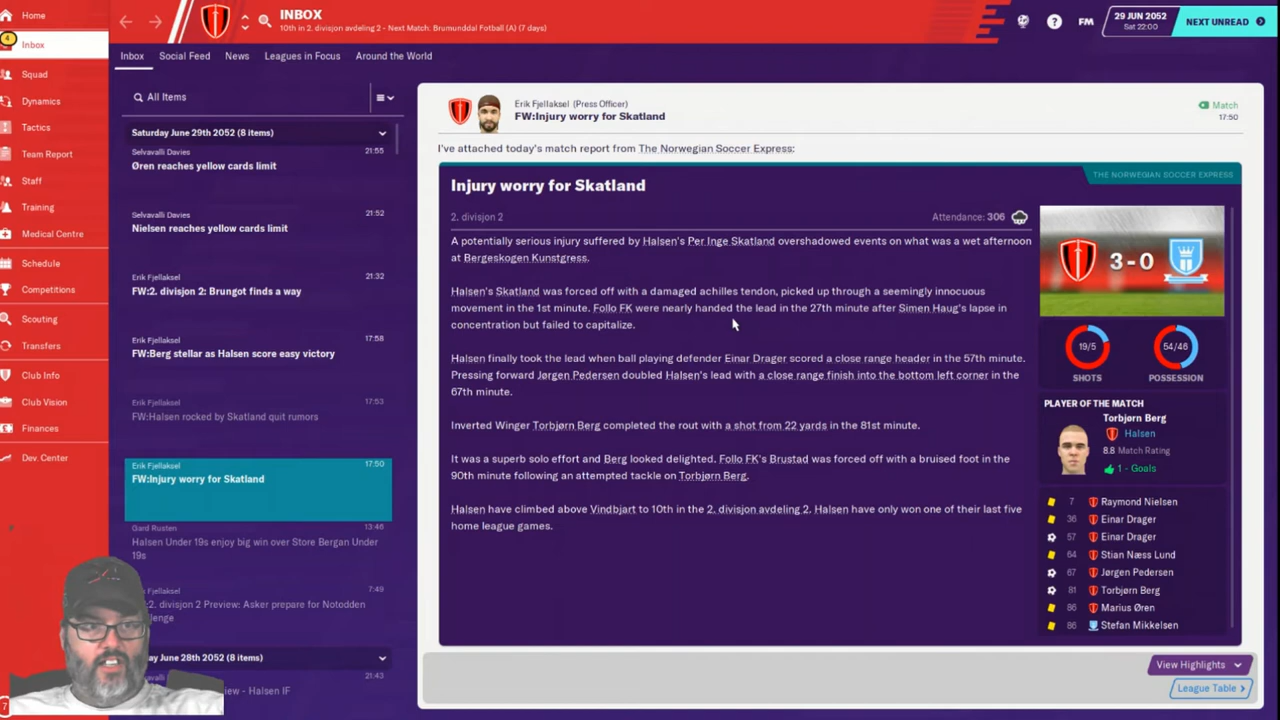 Home
INBOX
10th in 2. divisjon avdeling 2 - Next Match: Brumunddal Fotball (A) (7 days)
FM
29 JUN 2052
Sat 22:00
NEXT UNREAD
4
Inbox
Squad
Dynamics
Tactics
Team Report
Staff
Training
Medical Centre
Schedule
Competitions
Scouting
Transfers
Club Info
Club Vision
Finances
Dev. Center
7
Inbox
Social Feed
News
Leagues in Focus
Around the World
All Items
Saturday June 29th 2052 (8 items)
Selvavalli Davies
21:55
Øren reaches yellow cards limit
Selvavalli Davies
21:52
Nielsen reaches yellow cards limit
Erik Fjellaksel
21:32
FW:2. divisjon 2: Brungot finds a way
Erik Fjellaksel
17:58
FW:Berg stellar as Halsen score easy victory
Erik Fjellaksel
17:53
FW:Halsen rocked by Skatland quit rumors
Erik Fjellaksel
17:50
FW:Injury worry for Skatland
Gard Rusten
13:46
Halsen Under 19s enjoy big win over Store Bergan Under
19s
Erik Fjellaksel
7:49
:2. divisjon 2 Preview: Asker prepare for Notodden
lenge
ay June 28th 2052 (8 items)
avalli
21:43
iew - Halsen IF
Erik Fjellaksel (Press Officer)
FW:Injury worry for Skatland
Match
17:50
I've attached today's match report from The Norwegian Soccer Express:
THE NORWEGIAN SOCCER EXPRESS
Injury worry for Skatland
2. divisjon 2
Attendance: 306
A potentially serious injury suffered by Halsen's Per Inge Skatland overshadowed events on what was a wet afternoon
at Bergeskogen Kunstgress.
Halsen's Skatland was forced off with a damaged achilles tendon, picked up through a seemingly innocuous
movement in the 1st minute. Follo FK were nearly handed the lead in the 27th minute after Simen Haug's lapse in
concentration but failed to capitalize.
Halsen finally took the lead when ball playing defender Einar Drager scored a close range header in the 57th minute.
Pressing forward Jørgen Pedersen doubled Halsen's lead with a close range finish into the bottom left corner in the
67th minute.
Inverted Winger Torbjørn Berg completed the rout with a shot from 22 yards in the 81st minute.
It was a superb solo effort and Berg looked delighted. Follo FK's Brustad was forced off with a bruised foot in the
90th minute following an attempted tackle on Torbjørn Berg.
Halsen have climbed above Vindbjart to 10th in the 2. divisjon avdeling 2. Halsen have only won one of their last five
home league games.
3-0
19/5
SHOTS
54/46
POSSESSION
PLAYER OF THE MATCH
Torbjørn Berg
Halsen
8.8 Match Rating
1 - Goals
7 Raymond Nielsen
36 Einar Drager
57 Einar Drager
64 Stian Næss Lund
67 Jørgen Pedersen
81 Torbjørn Berg
86 Marius Øren
86 Stefan Mikkelsen
View Highlights
League Table